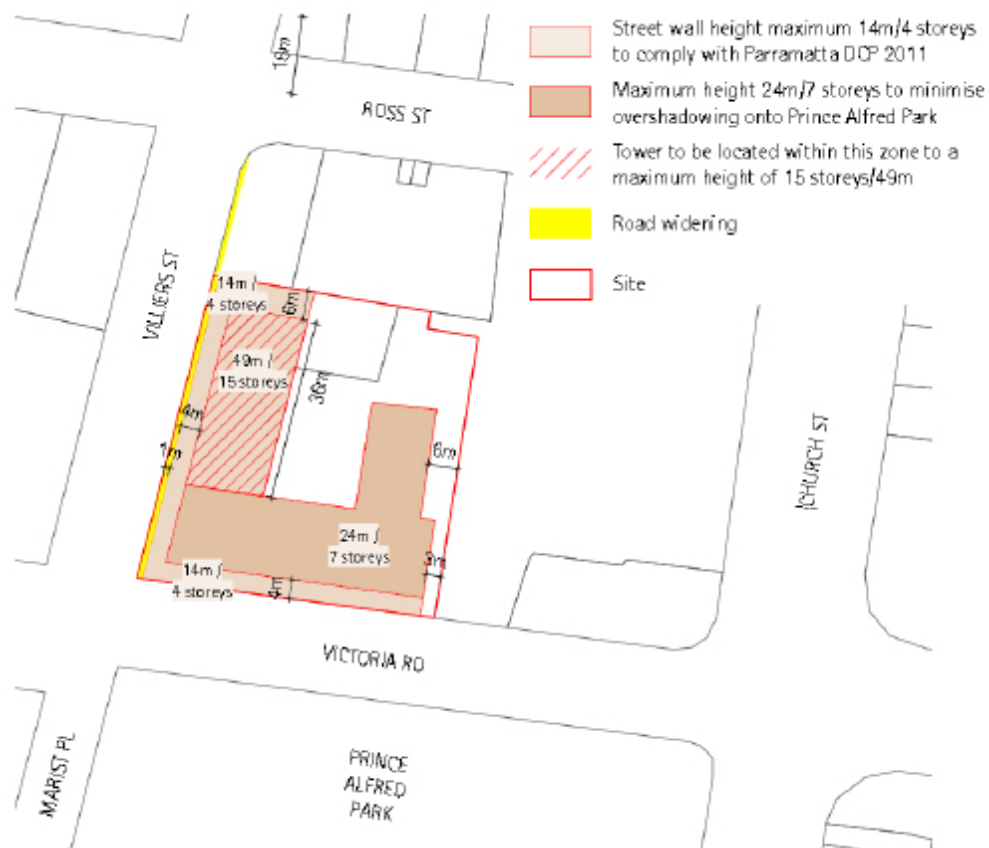 Street wall height maximum 14m/4 storeys
to comply with Parramatta DCP 2011
Maximum height 24m/7 storeys to minimise
overshadowing onto Prince Alfred Park
Tower to be located within this zone to a
maximum height of 15 storeys/49m
Road widening
Site
18m
ROSS ST
VILLIERS ST
14m /
4 storeys
6m
49m /
15 storeys
36m
4m
1m
6m
CHURCH ST
24m /
7 storeys
3m
14m /
4 storeys
4m
VICTORIA RD
MARIST PL
PRINCE
ALFRED
PARK